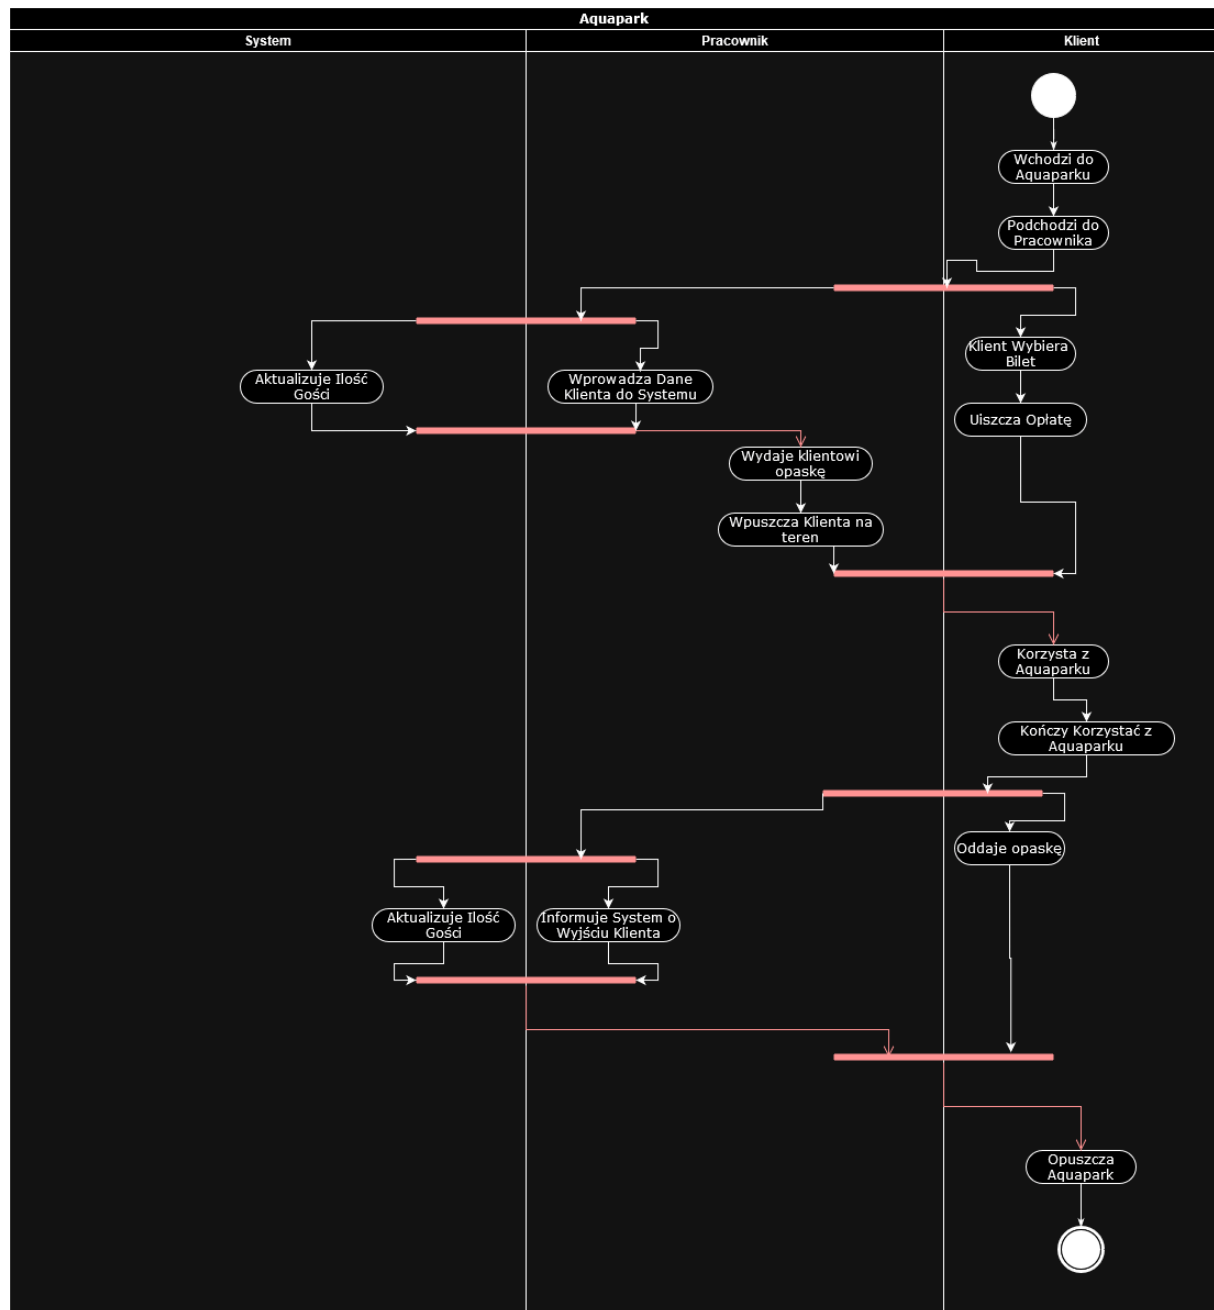 Aquapark
System
Pracownik
Klient
Wchodzi do
Aquaparku
Podchodzi do
Pracownika
Klient Wybiera
Bilet
Aktualizuje Ilość
Gości
Wprowadza Dane
Klienta do Systemu
Uiszcza Opłatę
Wydaje klientowi
opaskę
Wpuszcza Klienta na
teren
Korzysta z
Aquaparku
Kończy Korzystać z
Aquaparku
Oddaje opaskę
Aktualizuje Ilość
Gości
Informuje System o
Wyjściu Klienta
Opuszcza
Aquapark